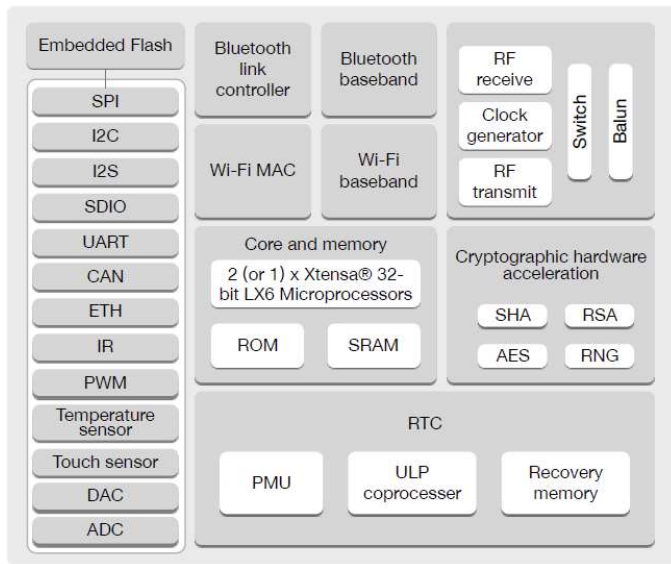 Embedded Flash
SPI
I2C
I2S
SDIO
UART
CAN
ETH
IR
PWM
Temperature
sensor
Touch sensor
DAC
ADC
Bluetooth
link
controller
Bluetooth
baseband
Wi-Fi MAC
Wi-Fi
baseband
RF
receive
Clock
generator
RF
transmit
Switch
Balun
Core and memory
2 (or 1) x Xtensa® 32-
bit LX6 Microprocessors
ROM
SRAM
Cryptographic hardware
acceleration
SHA
RSA
AES
RNG
RTC
PMU
ULP
coprocesser
Recovery
memory